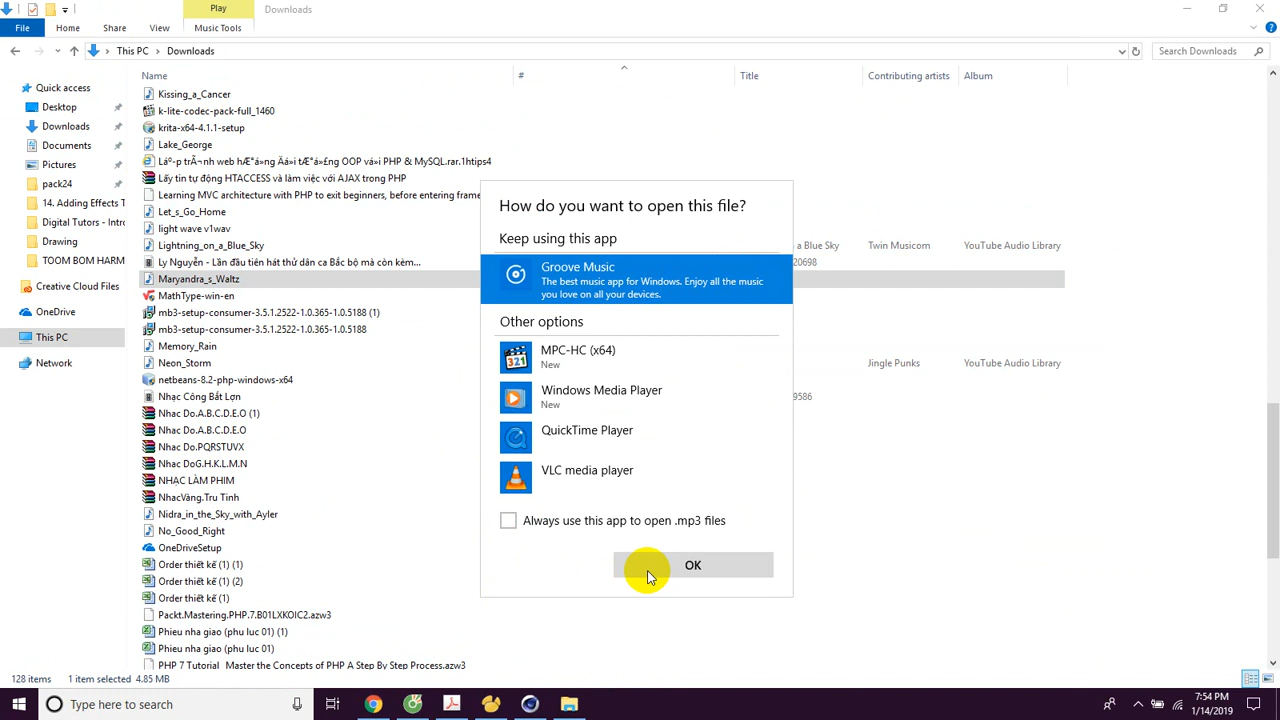 Play
Downloads
File
Home
Share
View
Music Tools
This PC
Downloads
Search Downloads
Name
#
Title
Contributing artists
Album
Quick access
Desktop
Downloads
Documents
Pictures
pack24
14. Adding Effects T
Digital Tutors - Intro
Drawing
TOOM BOM HARM
Creative Cloud Files
OneDrive
This PC
Network
Kissing_a_Cancer
k-lite-codec-pack-full_1460
krita-x64-4.1.1-setup
Lake_George
Lấy tin tự động HTACCESS và làm việc với AJAX trong PHP
Learning MVC architecture with PHP to exit beginners, before entering frame
Let_s_Go_Home
light wave v1wav
Lightning_on_a_Blue_Sky
a Blue Sky
Twin Musicom
YouTube Audio Library
Ly Nguyễn - Lần đầu tiên hát thử dân ca Bắc bộ mà còn kèm...
20698
Maryandra_s_Waltz
MathType-win-en
mb3-setup-consumer-3.5.1.2522-1.0.365-1.0.5188 (1)
mb3-setup-consumer-3.5.1.2522-1.0.365-1.0.5188
Memory_Rain
Neon_Storm
Jingle Punks
YouTube Audio Library
netbeans-8.2-php-windows-x64
Nhạc Công Bắt Lợn
9586
Nhac Do.A.B.C.D.E.O (1)
Nhac Do.A.B.C.D.E.O
Nhac Do.PQRSTUVX
Nhac DoG.H.K.L.M.N
NHẠC LÀM PHIM
NhacVàng.Tru Tinh
Nidra_in_the_Sky_with_Ayler
No_Good_Right
OneDriveSetup
Order thiết kế (1) (1)
Order thiết kế (1) (2)
Order thiết kế (1)
Packt.Mastering.PHP.7.B01LXKOIC2.azw3
Phieu nha giao (phu luc 01) (1)
Phieu nha giao (phu luc 01)
PHP 7 Tutorial_ Master the Concepts of PHP A Step By Step Process.azw3
How do you want to open this file?
Keep using this app
Groove Music
The best music app for Windows. Enjoy all the music
you love on all your devices.
Other options
MPC-HC (x64)
New
Windows Media Player
New
QuickTime Player
VLC media player
Always use this app to open .mp3 files
OK
128 items
1 item selected 4.85 MB
Type here to search
7:54 PM
1/14/2019